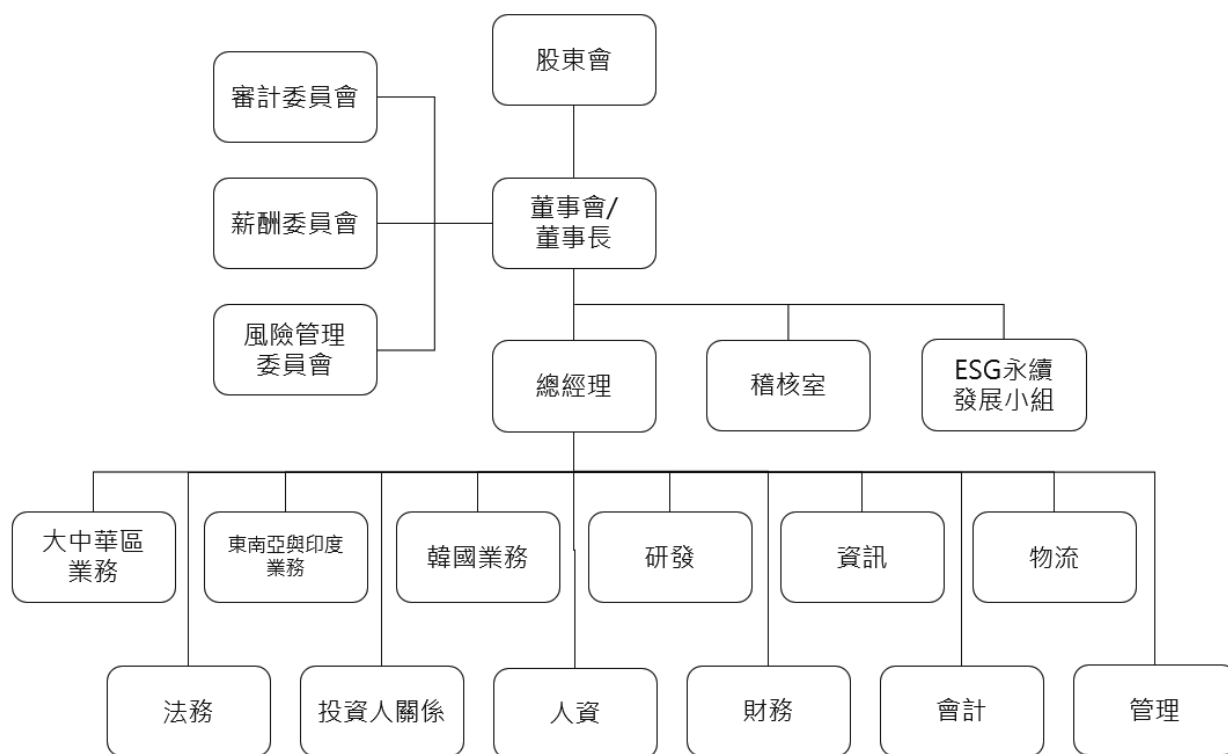 股東會
審計委員會
薪酬委員會
董事會/
董事長
風險管理
委員會
總經理
稽核室
ESG永續
發展小組
大中華區
業務
東南亞與印度
業務
韓國業務
研發
資訊
物流
法務
投資人關係
人資
財務
會計
管理